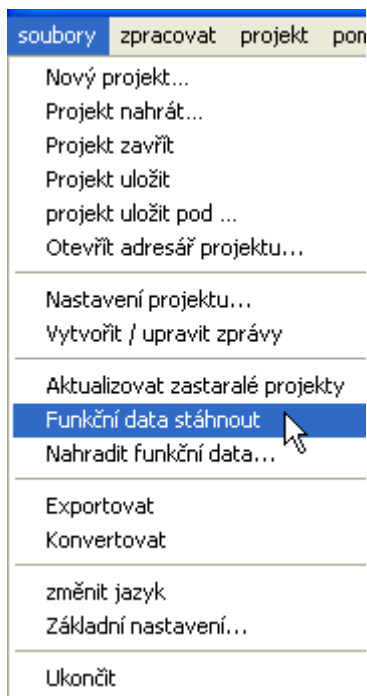 soubory zpracovat projekt
Nový projekt...
Projekt nahrát...
Projekt zavřít
Projekt uložit
projekt uložit pod ...
Otevřít adresář projektu...
Nastavení projektu...
Vytvořit / upravit zprávy
Aktualizovat zastaralé projekty
Funkční data stáhnout
Nahradit funkční data...
Exportovat
Konvertovat
změnit jazyk
Základní nastavení...
Ukončit